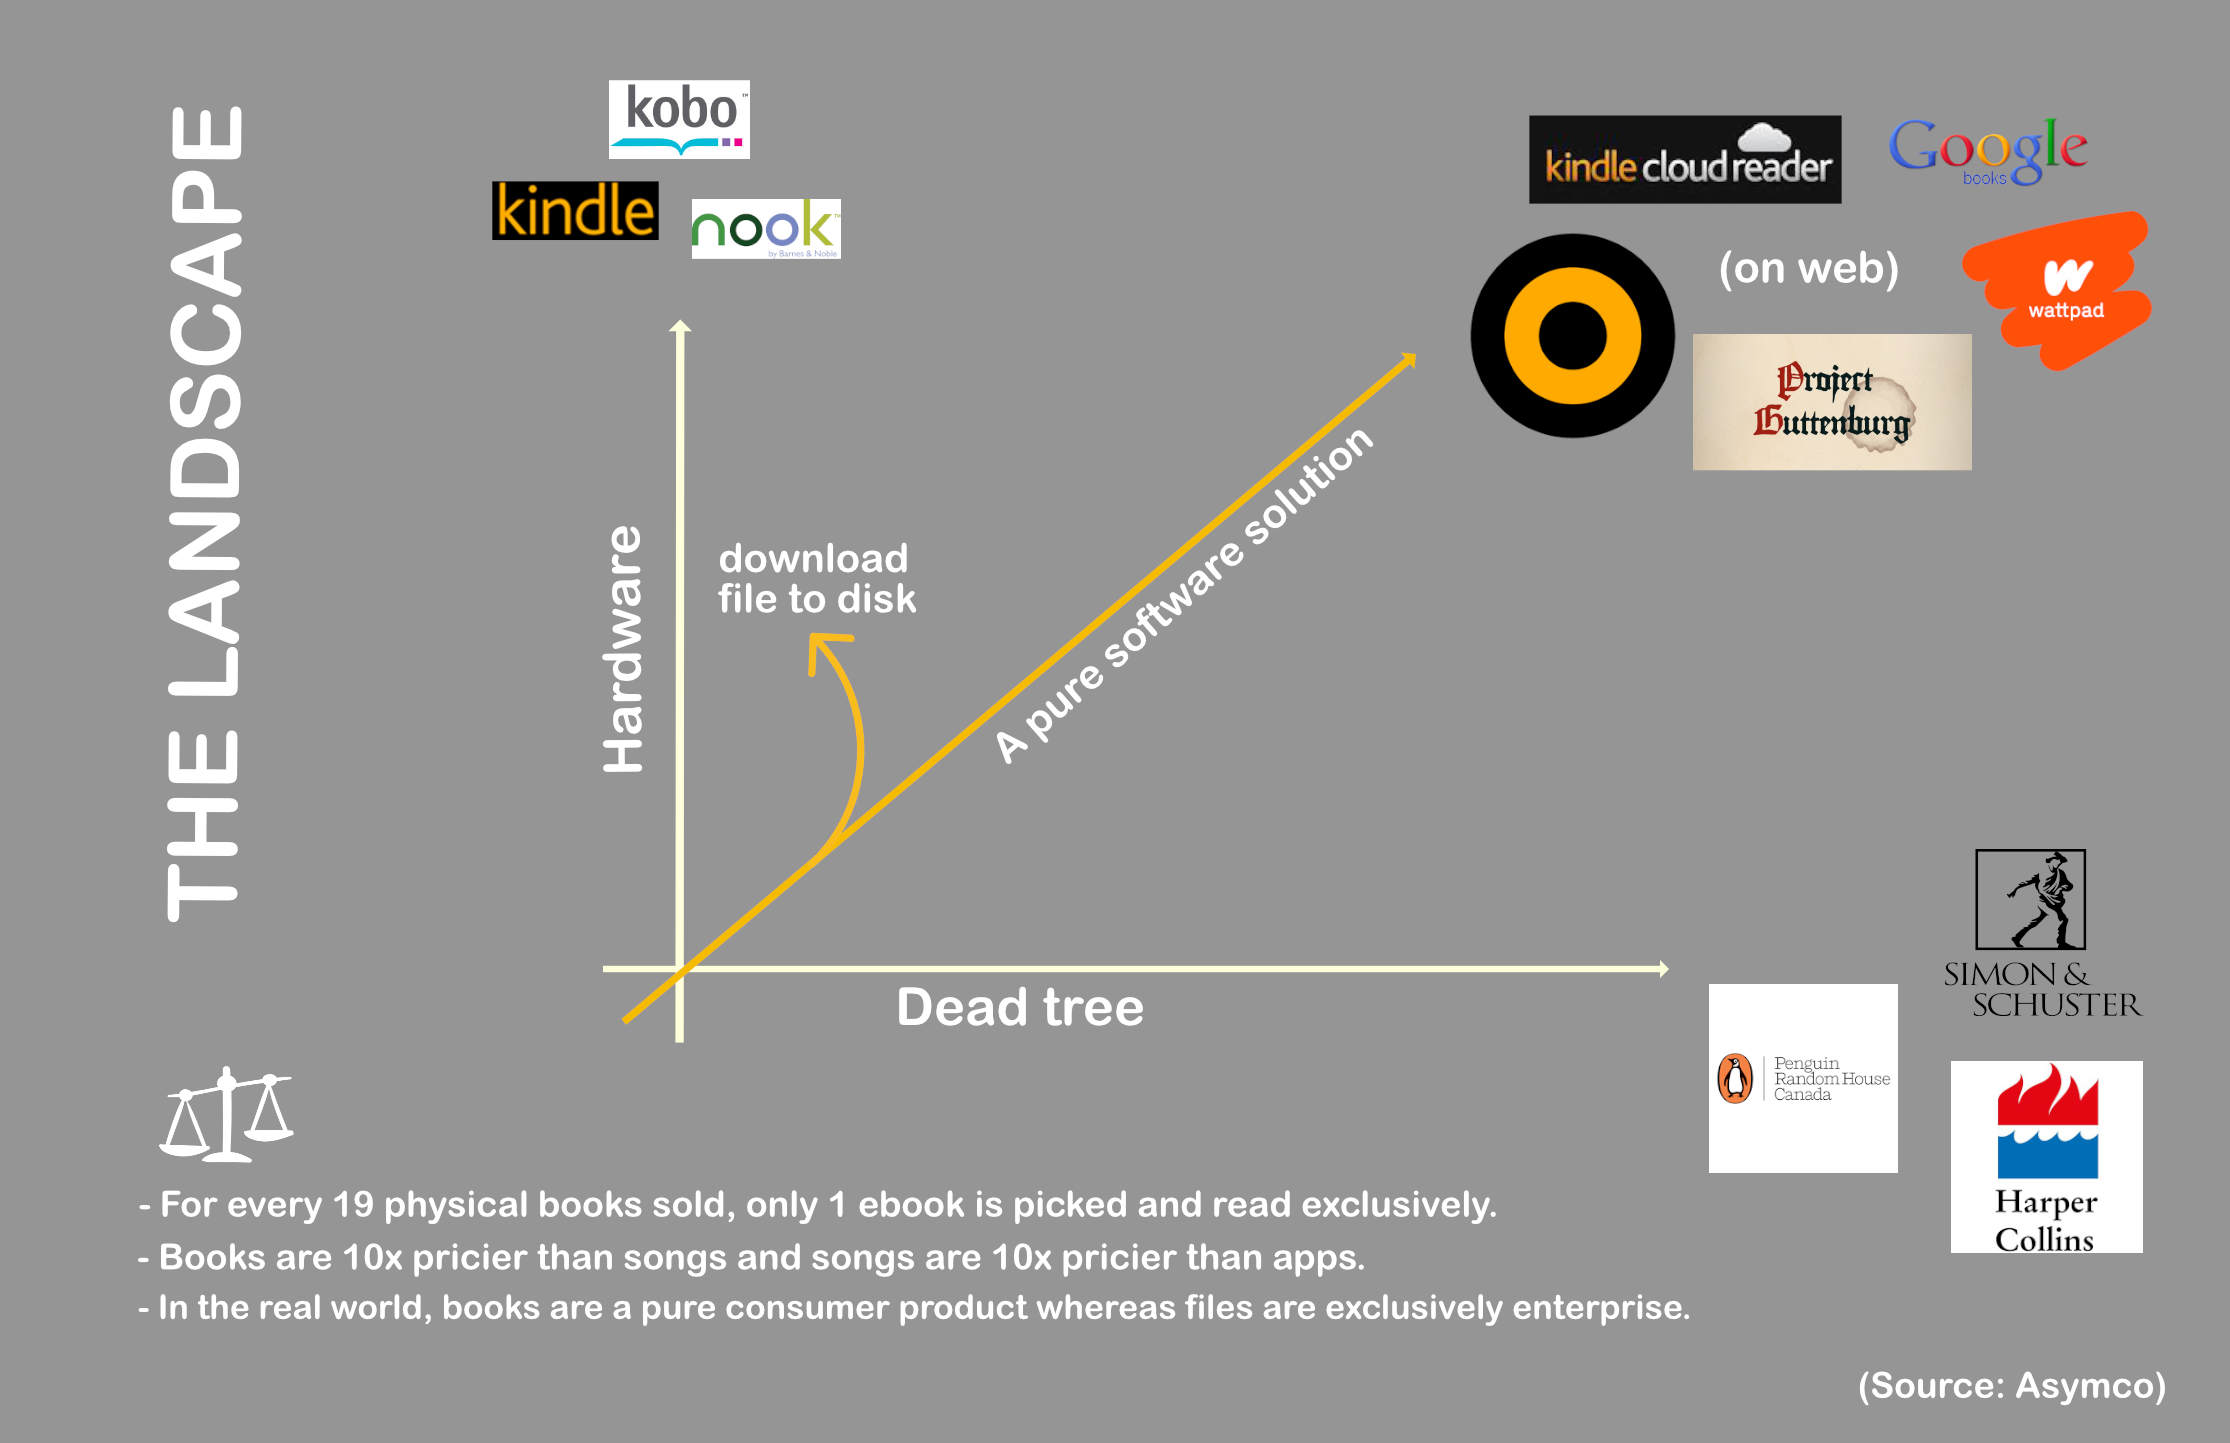 THE LANDSCAPE
kobo™
kindle
nook™
by Barnes & Noble
kindle cloud reader
Google
books
(on web)
w
wattpad
Project
Guttenburg
Hardware
download
file to disk
A pure software solution
Dead tree
SIMON &
SCHUSTER
Penguin
Random House
Canada
Harper
Collins
- For every 19 physical books sold, only 1 ebook is picked and read exclusively.
- Books are 10x pricier than songs and songs are 10x pricier than apps.
- In the real world, books are a pure consumer product whereas files are exclusively enterprise.
(Source: Asymco)